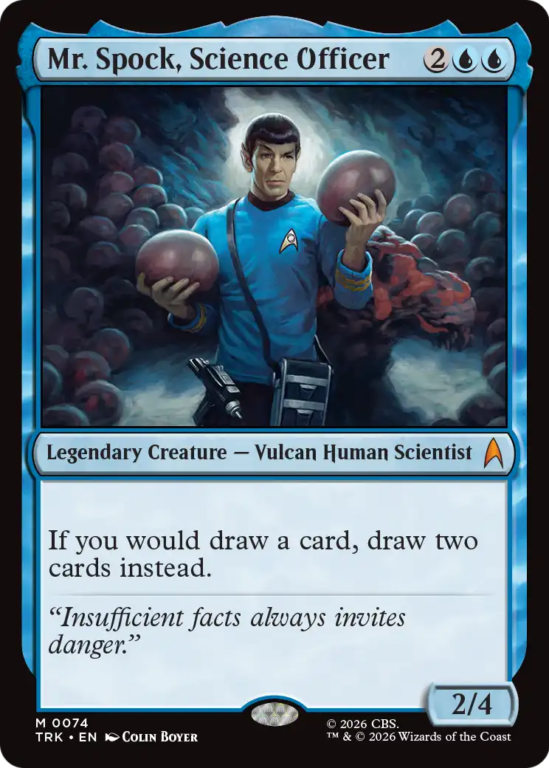 Mr. Spock, Science Officer 2
Legendary Creature — Vulcan Human Scientist
If you would draw a card, draw two
cards instead.
“Insufficient facts always invites
danger.”
2/4
M 0074
TRK • EN Colin Boyer
© 2026 CBS.
™ & © 2026 Wizards of the Coast